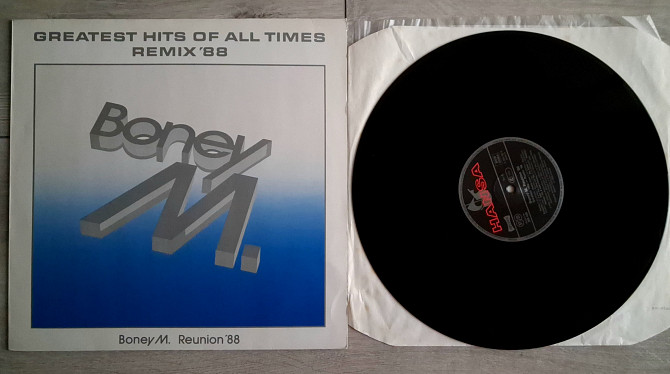 GREATEST HITS OF ALL TIMES
REMIX '88
Boney
M.
Boney M. Reunion '88
HANSA